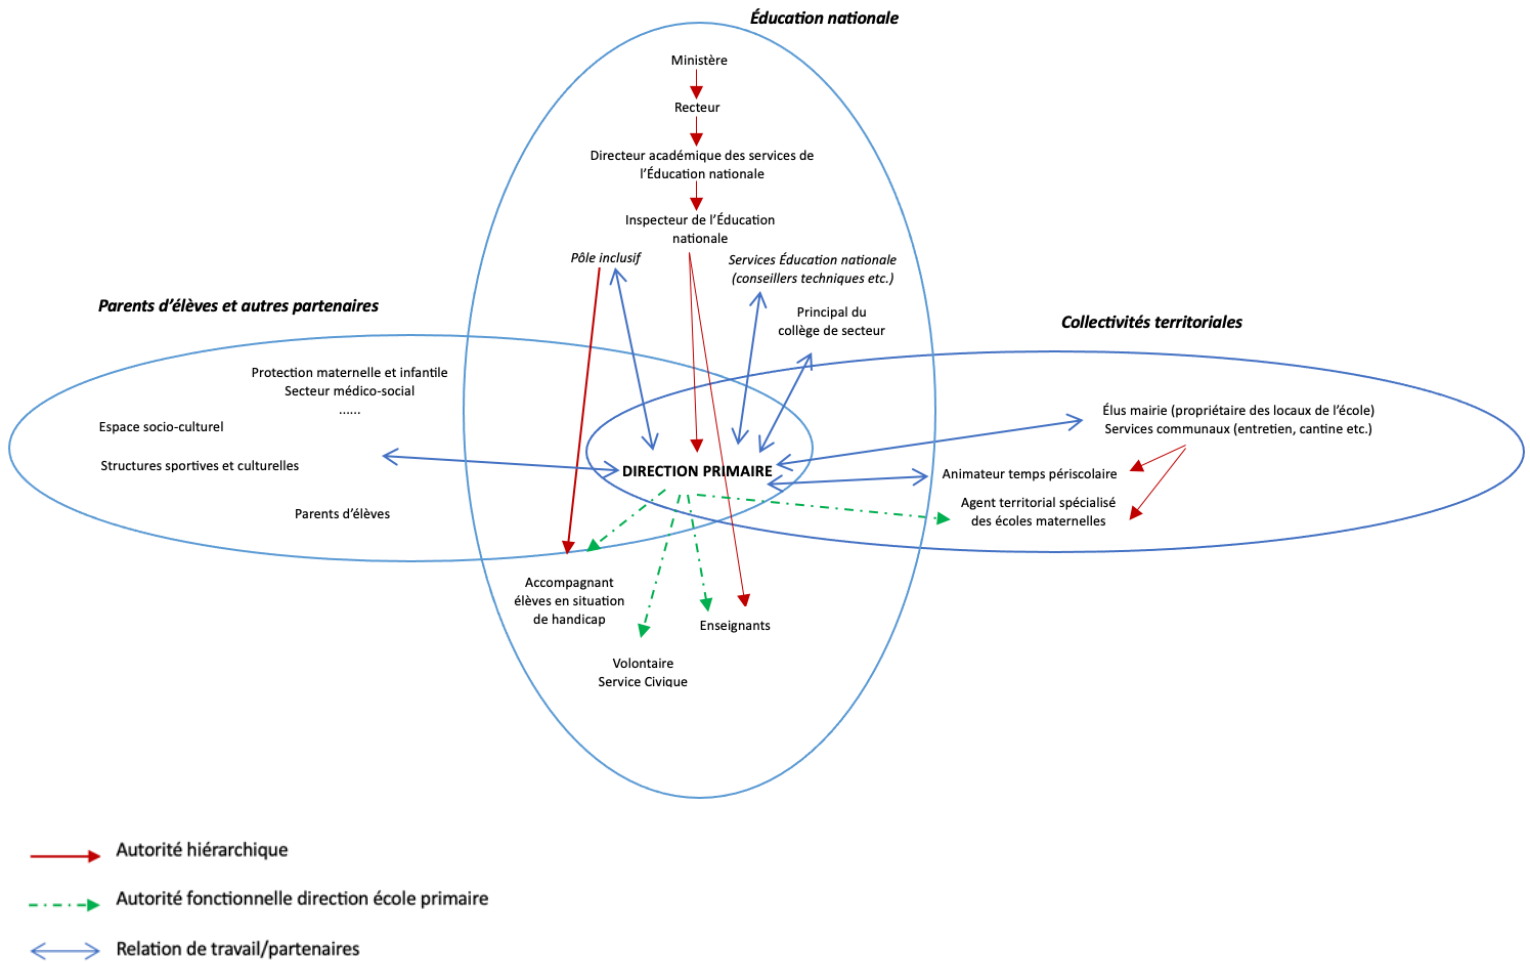 Éducation nationale
Ministère
Recteur
Directeur académique des services de
l’Éducation nationale
Inspecteur de l’Éducation
nationale
Pôle inclusif
Services Éducation nationale
(conseillers techniques etc.)
Principal du
collège de secteur
Parents d’élèves et autres partenaires
Protection maternelle et infantile
Secteur médico-social
......
Espace socio-culturel
Structures sportives et culturelles
Parents d’élèves
Collectivités territoriales
Élus mairie (propriétaire des locaux de l’école)
Services communaux (entretien, cantine etc.)
Animateur temps périscolaire
Agent territorial spécialisé
des écoles maternelles
DIRECTION PRIMAIRE
Accompagnant
élèves en situation
de handicap
Enseignants
Volontaire
Service Civique
Autorité hiérarchique
Autorité fonctionnelle direction école primaire
Relation de travail/partenaires